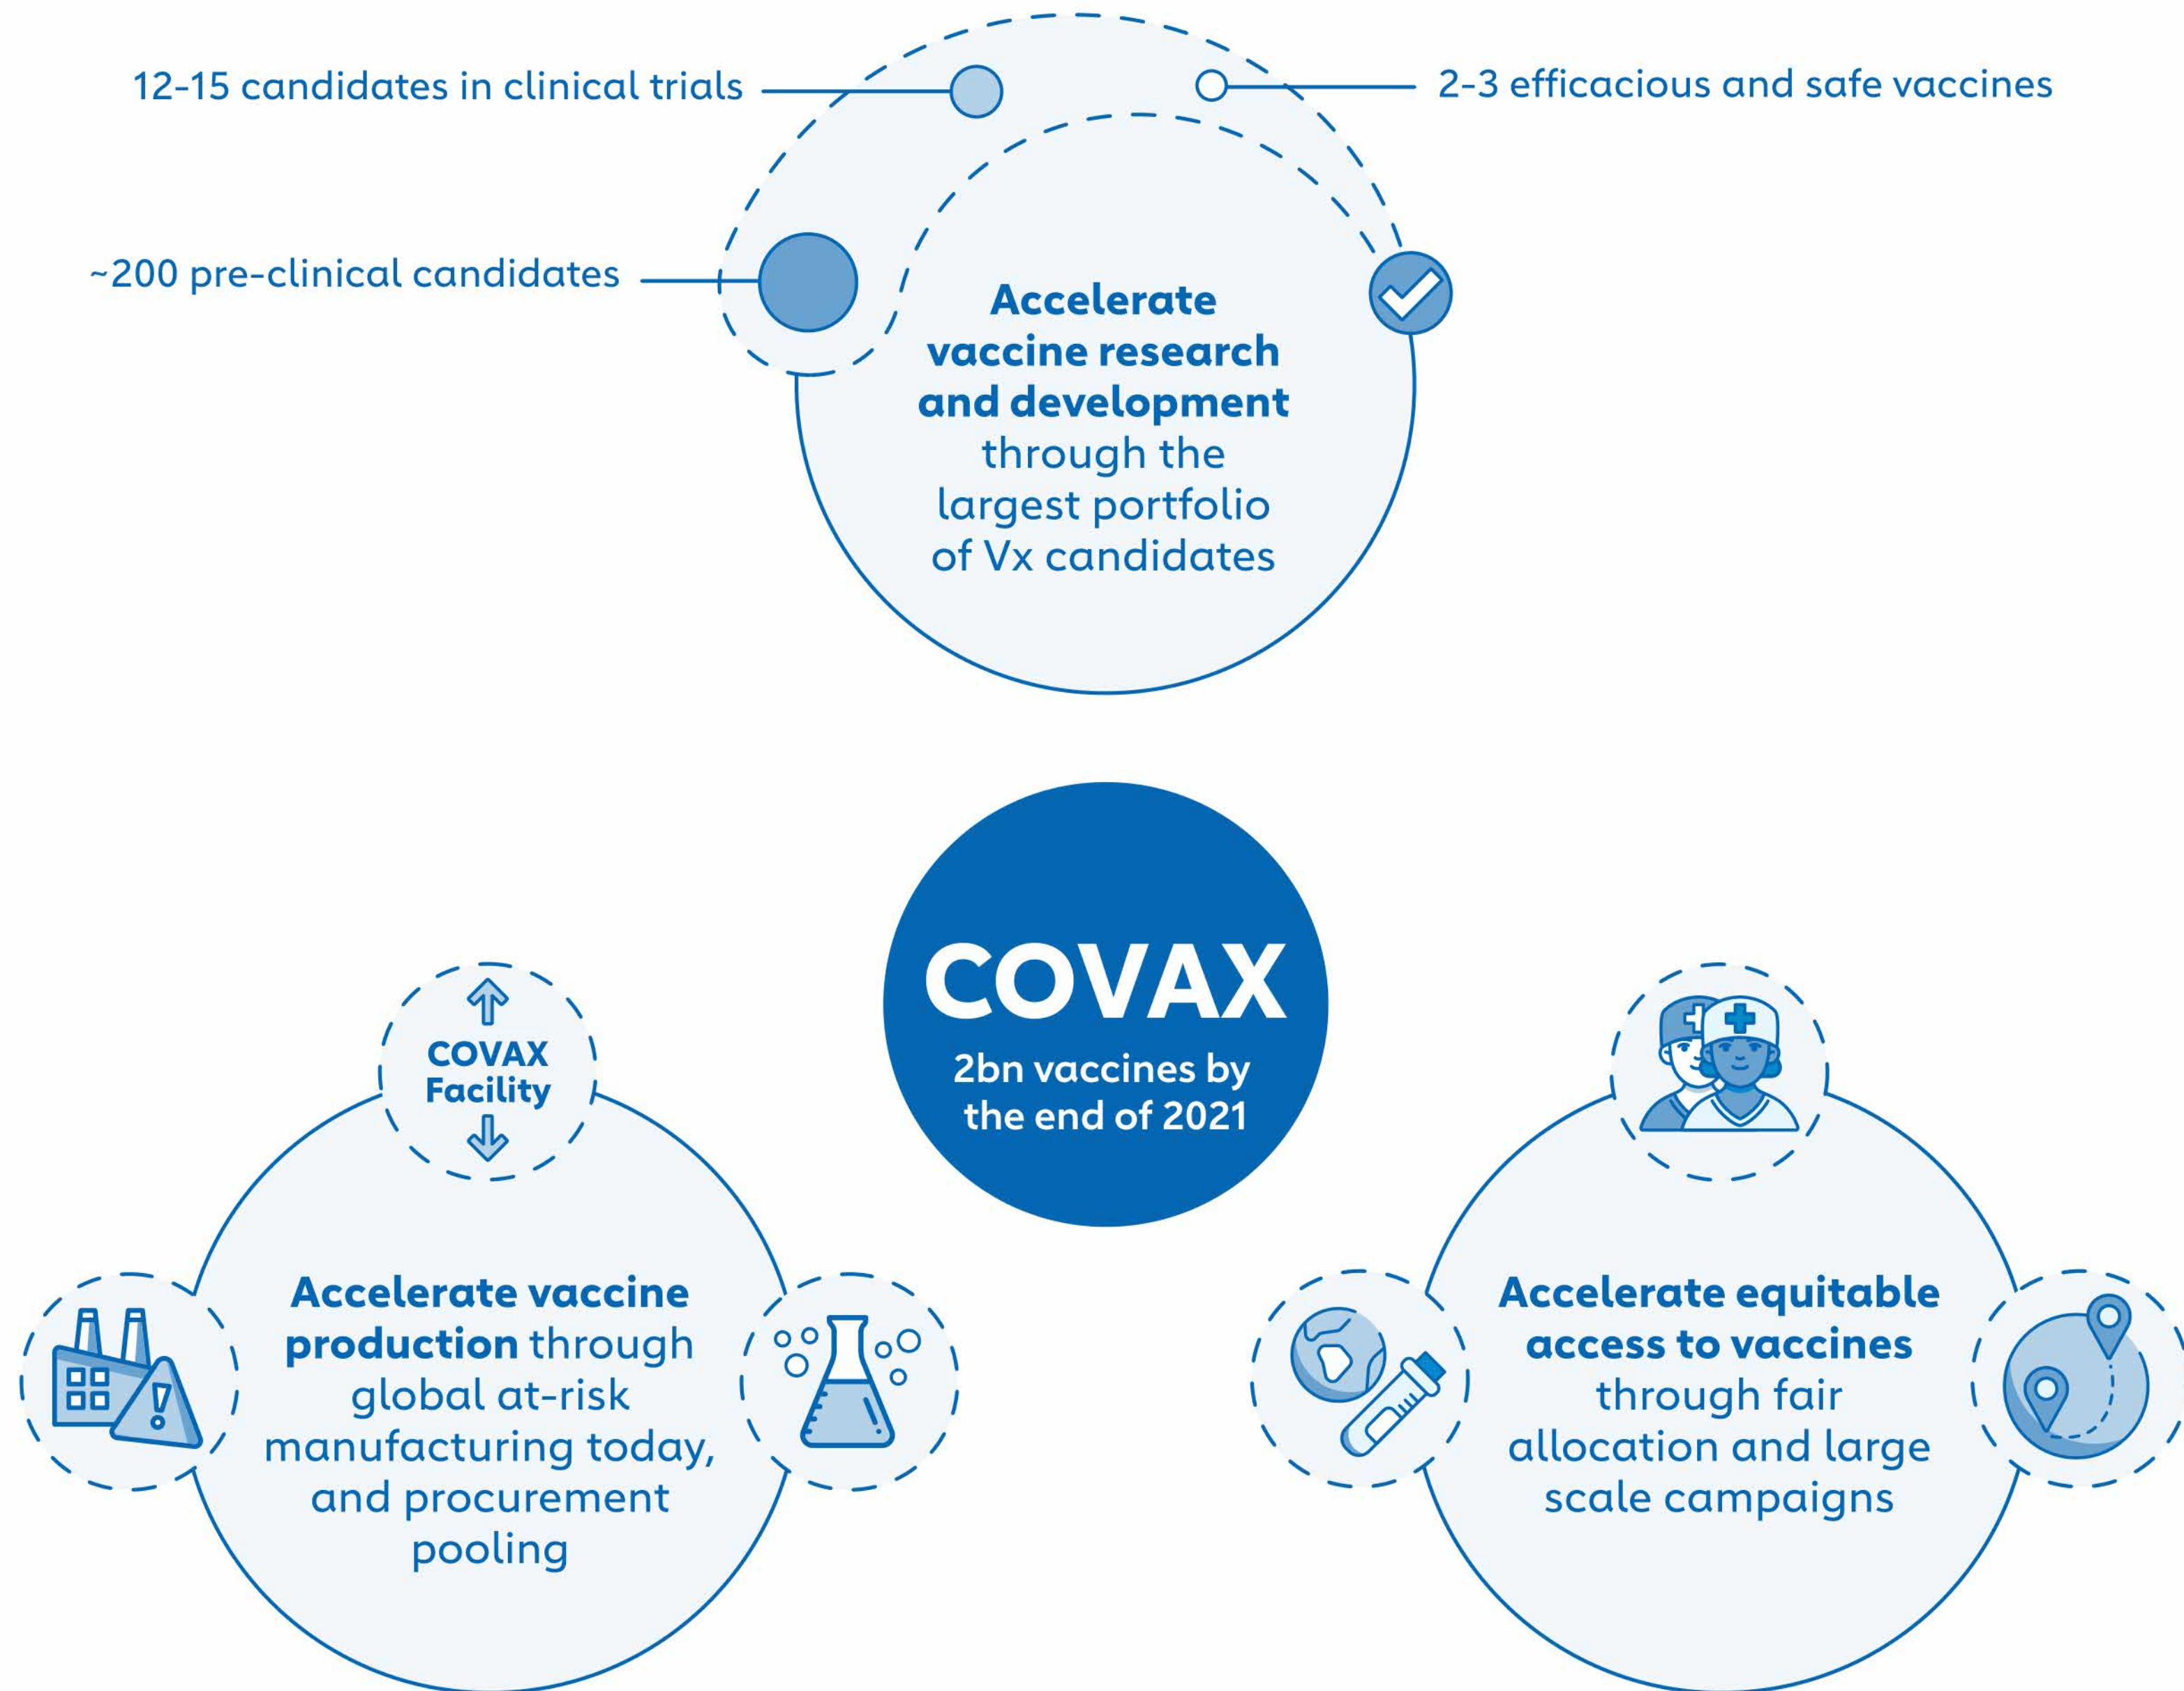 12-15 candidates in clinical trials
2-3 efficacious and safe vaccines
~200 pre-clinical candidates
Accelerate
vaccine research
and development
through the
largest portfolio
of Vx candidates
COVAX
2bn vaccines by
the end of 2021
COVAX
Facility
Accelerate vaccine
production through
global at-risk
manufacturing today,
and procurement
pooling
Accelerate equitable
access to vaccines
through fair
allocation and large
scale campaigns